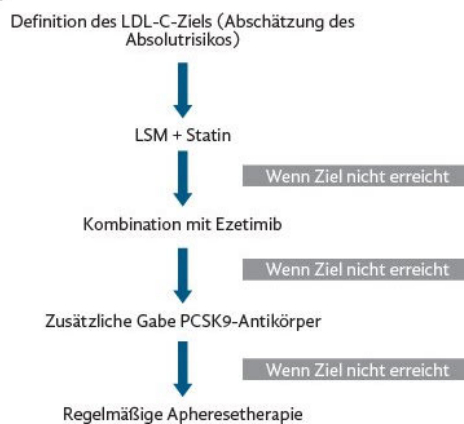 Definition des LDL-C-Ziels (Abschätzung des
Absolutrisikos)
LSM + Statin
Wenn Ziel nicht erreicht
Kombination mit Ezetimib
Wenn Ziel nicht erreicht
Zusätzliche Gabe PCSK9-Antikörper
Wenn Ziel nicht erreicht
Regelmäßige Apheresetherapie